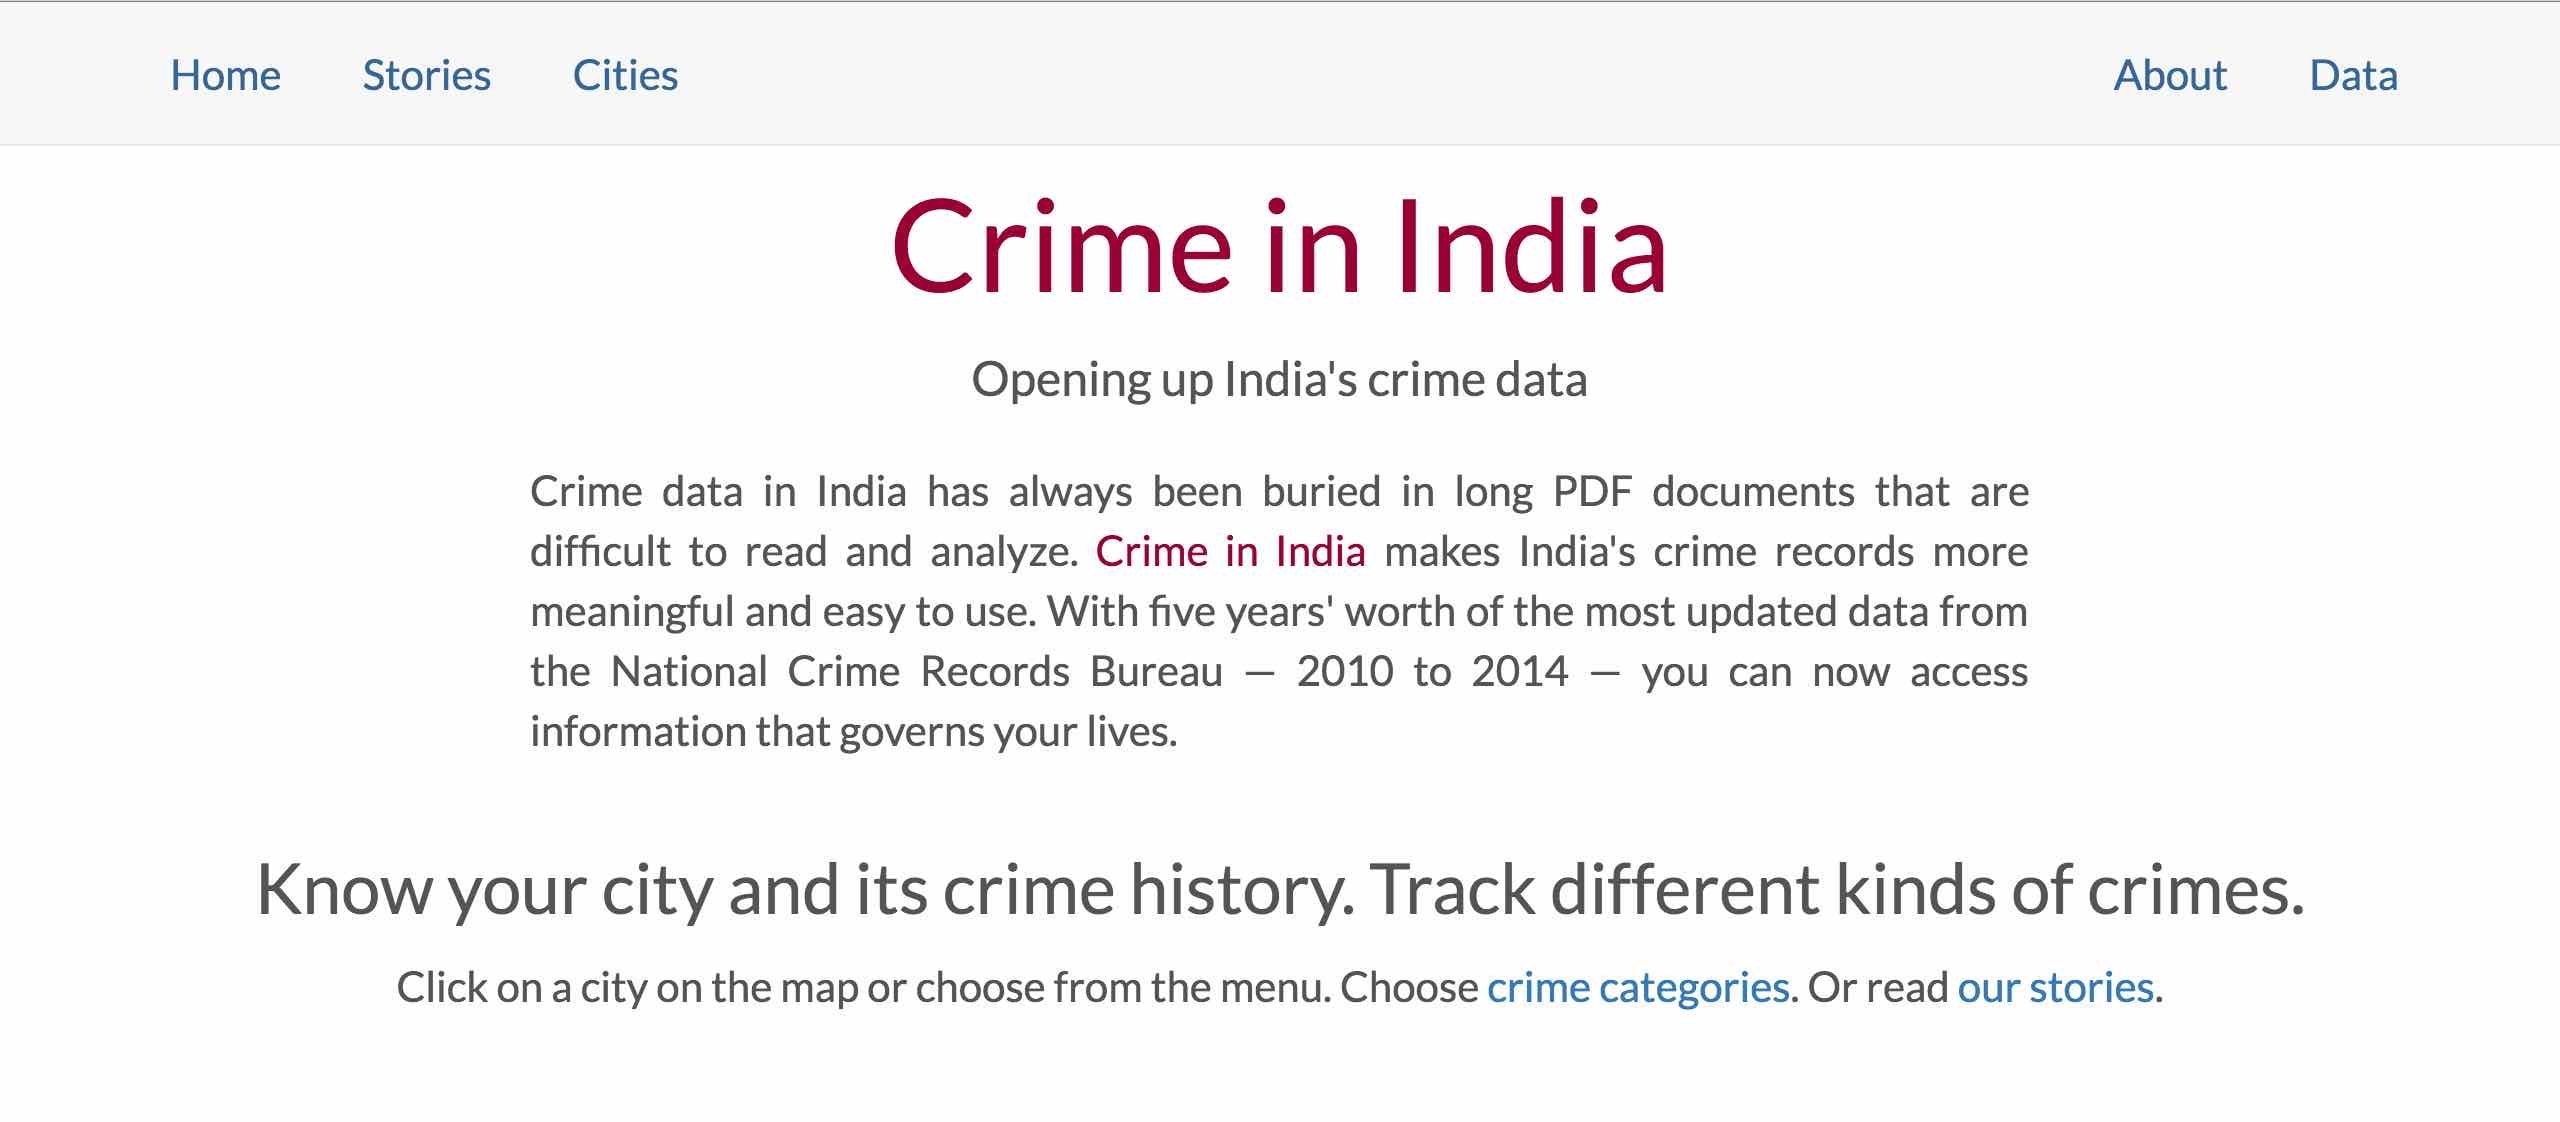 Home Stories Cities About Data
Crime in India
Opening up India's crime data
Crime data in India has always been buried in long PDF documents that are
difficult to read and analyze. Crime in India makes India's crime records more
meaningful and easy to use. With five years' worth of the most updated data from
the National Crime Records Bureau — 2010 to 2014 — you can now access
information that governs your lives.
Know your city and its crime history. Track different kinds of crimes.
Click on a city on the map or choose from the menu. Choose crime categories. Or read our stories.